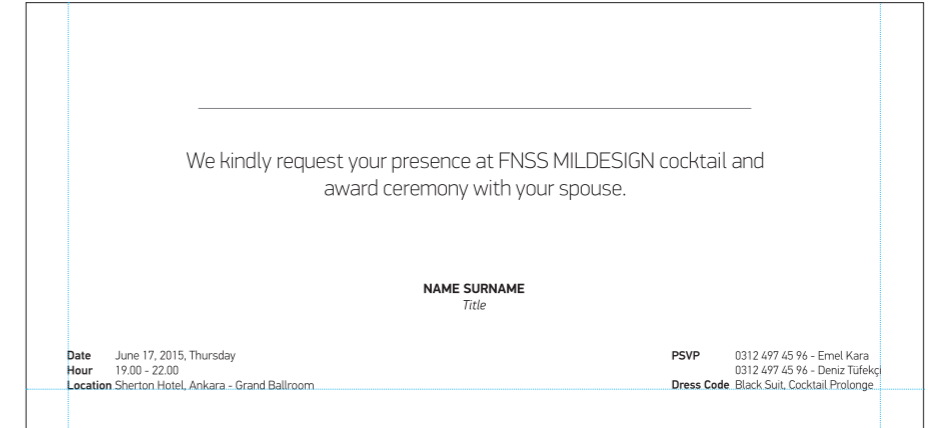 We kindly request your presence at FNSS MILDESIGN cocktail and
award ceremony with your spouse.
NAME SURNAME
Title
Date June 17, 2015, Thursday
Hour 19.00 - 22.00
Location Sherton Hotel, Ankara - Grand Ballroom
PSVP 0312 497 45 96 - Emel Kara
0312 497 45 96 - Deniz Tüfekçi
Dress Code Black Suit, Cocktail Prolonge